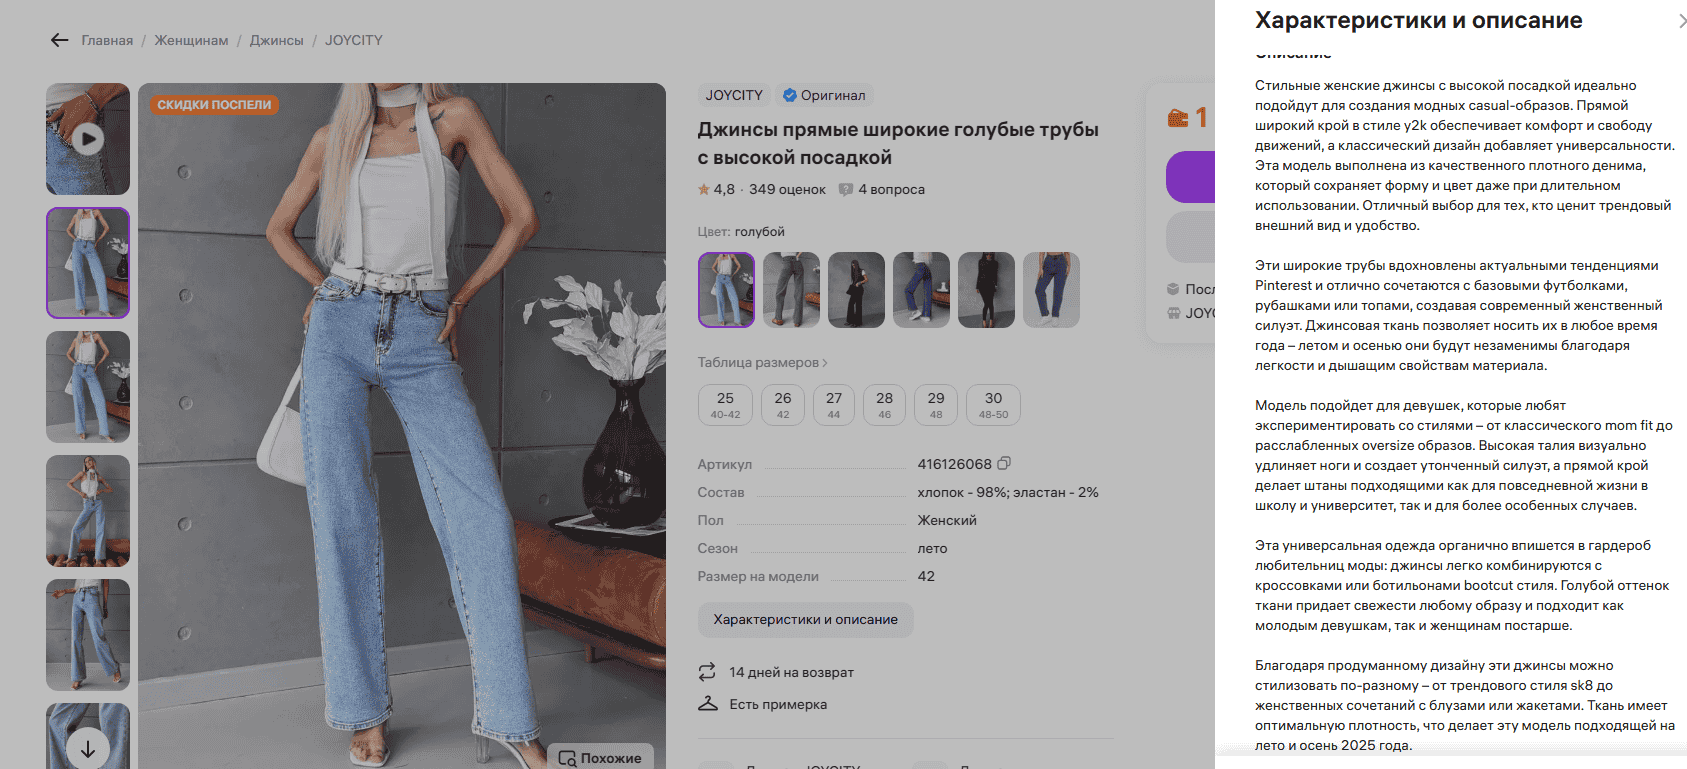 Главная / Женщинам / Джинсы / JOYCITY
СКИДКИ ПОСПЕЛИ
Похожие
JOYCITY Оригинал
Джинсы прямые широкие голубые трубы
с высокой посадкой
4,8 · 349 оценок 4 вопроса
Цвет: голубой
Таблица размеров
25 26 27 28 29 30
40-42 42 44 46 48 48-50
Артикул 416126068
Состав хлопок - 98%; эластан - 2%
Пол Женский
Сезон лето
Размер на модели 42
Характеристики и описание
14 дней на возврат
Есть примерка
1
Характеристики и описание
Описание
Стильные женские джинсы с высокой посадкой идеально
подойдут для создания модных casual-образов. Прямой
широкий крой в стиле y2k обеспечивает комфорт и свободу
движений, а классический дизайн добавляет универсальности.
Эта модель выполнена из качественного плотного денима,
который сохраняет форму и цвет даже при длительном
использовании. Отличный выбор для тех, кто ценит трендовый
внешний вид и удобство.
Эти широкие трубы вдохновлены актуальными тенденциями
Pinterest и отлично сочетаются с базовыми футболками,
рубашками или топами, создавая современный женственный
силуэт. Джинсовая ткань позволяет носить их в любое время
года – летом и осенью они будут незаменимы благодаря
легкости и дышащим свойствам материала.
Модель подойдет для девушек, которые любят
экспериментировать со стилями – от классического mom fit до
расслабленных oversize образов. Высокая талия визуально
удлиняет ноги и создает утонченный силуэт, а прямой крой
делает штаны подходящими как для повседневной жизни в
школу и университет, так и для более особенных случаев.
Эта универсальная одежда органично впишется в гардероб
любительниц моды: джинсы легко комбинируются с
кроссовками или ботильонами bootcut стиля. Голубой оттенок
ткани придает свежести любому образу и подходит как
молодым девушкам, так и женщинам постарше.
Благодаря продуманному дизайну эти джинсы можно
стилизовать по-разному – от трендового стиля sk8 до
женственных сочетаний с блузами или жакетами. Ткань имеет
оптимальную плотность, что делает эту модель подходящей на
лето и осень 2025 года.